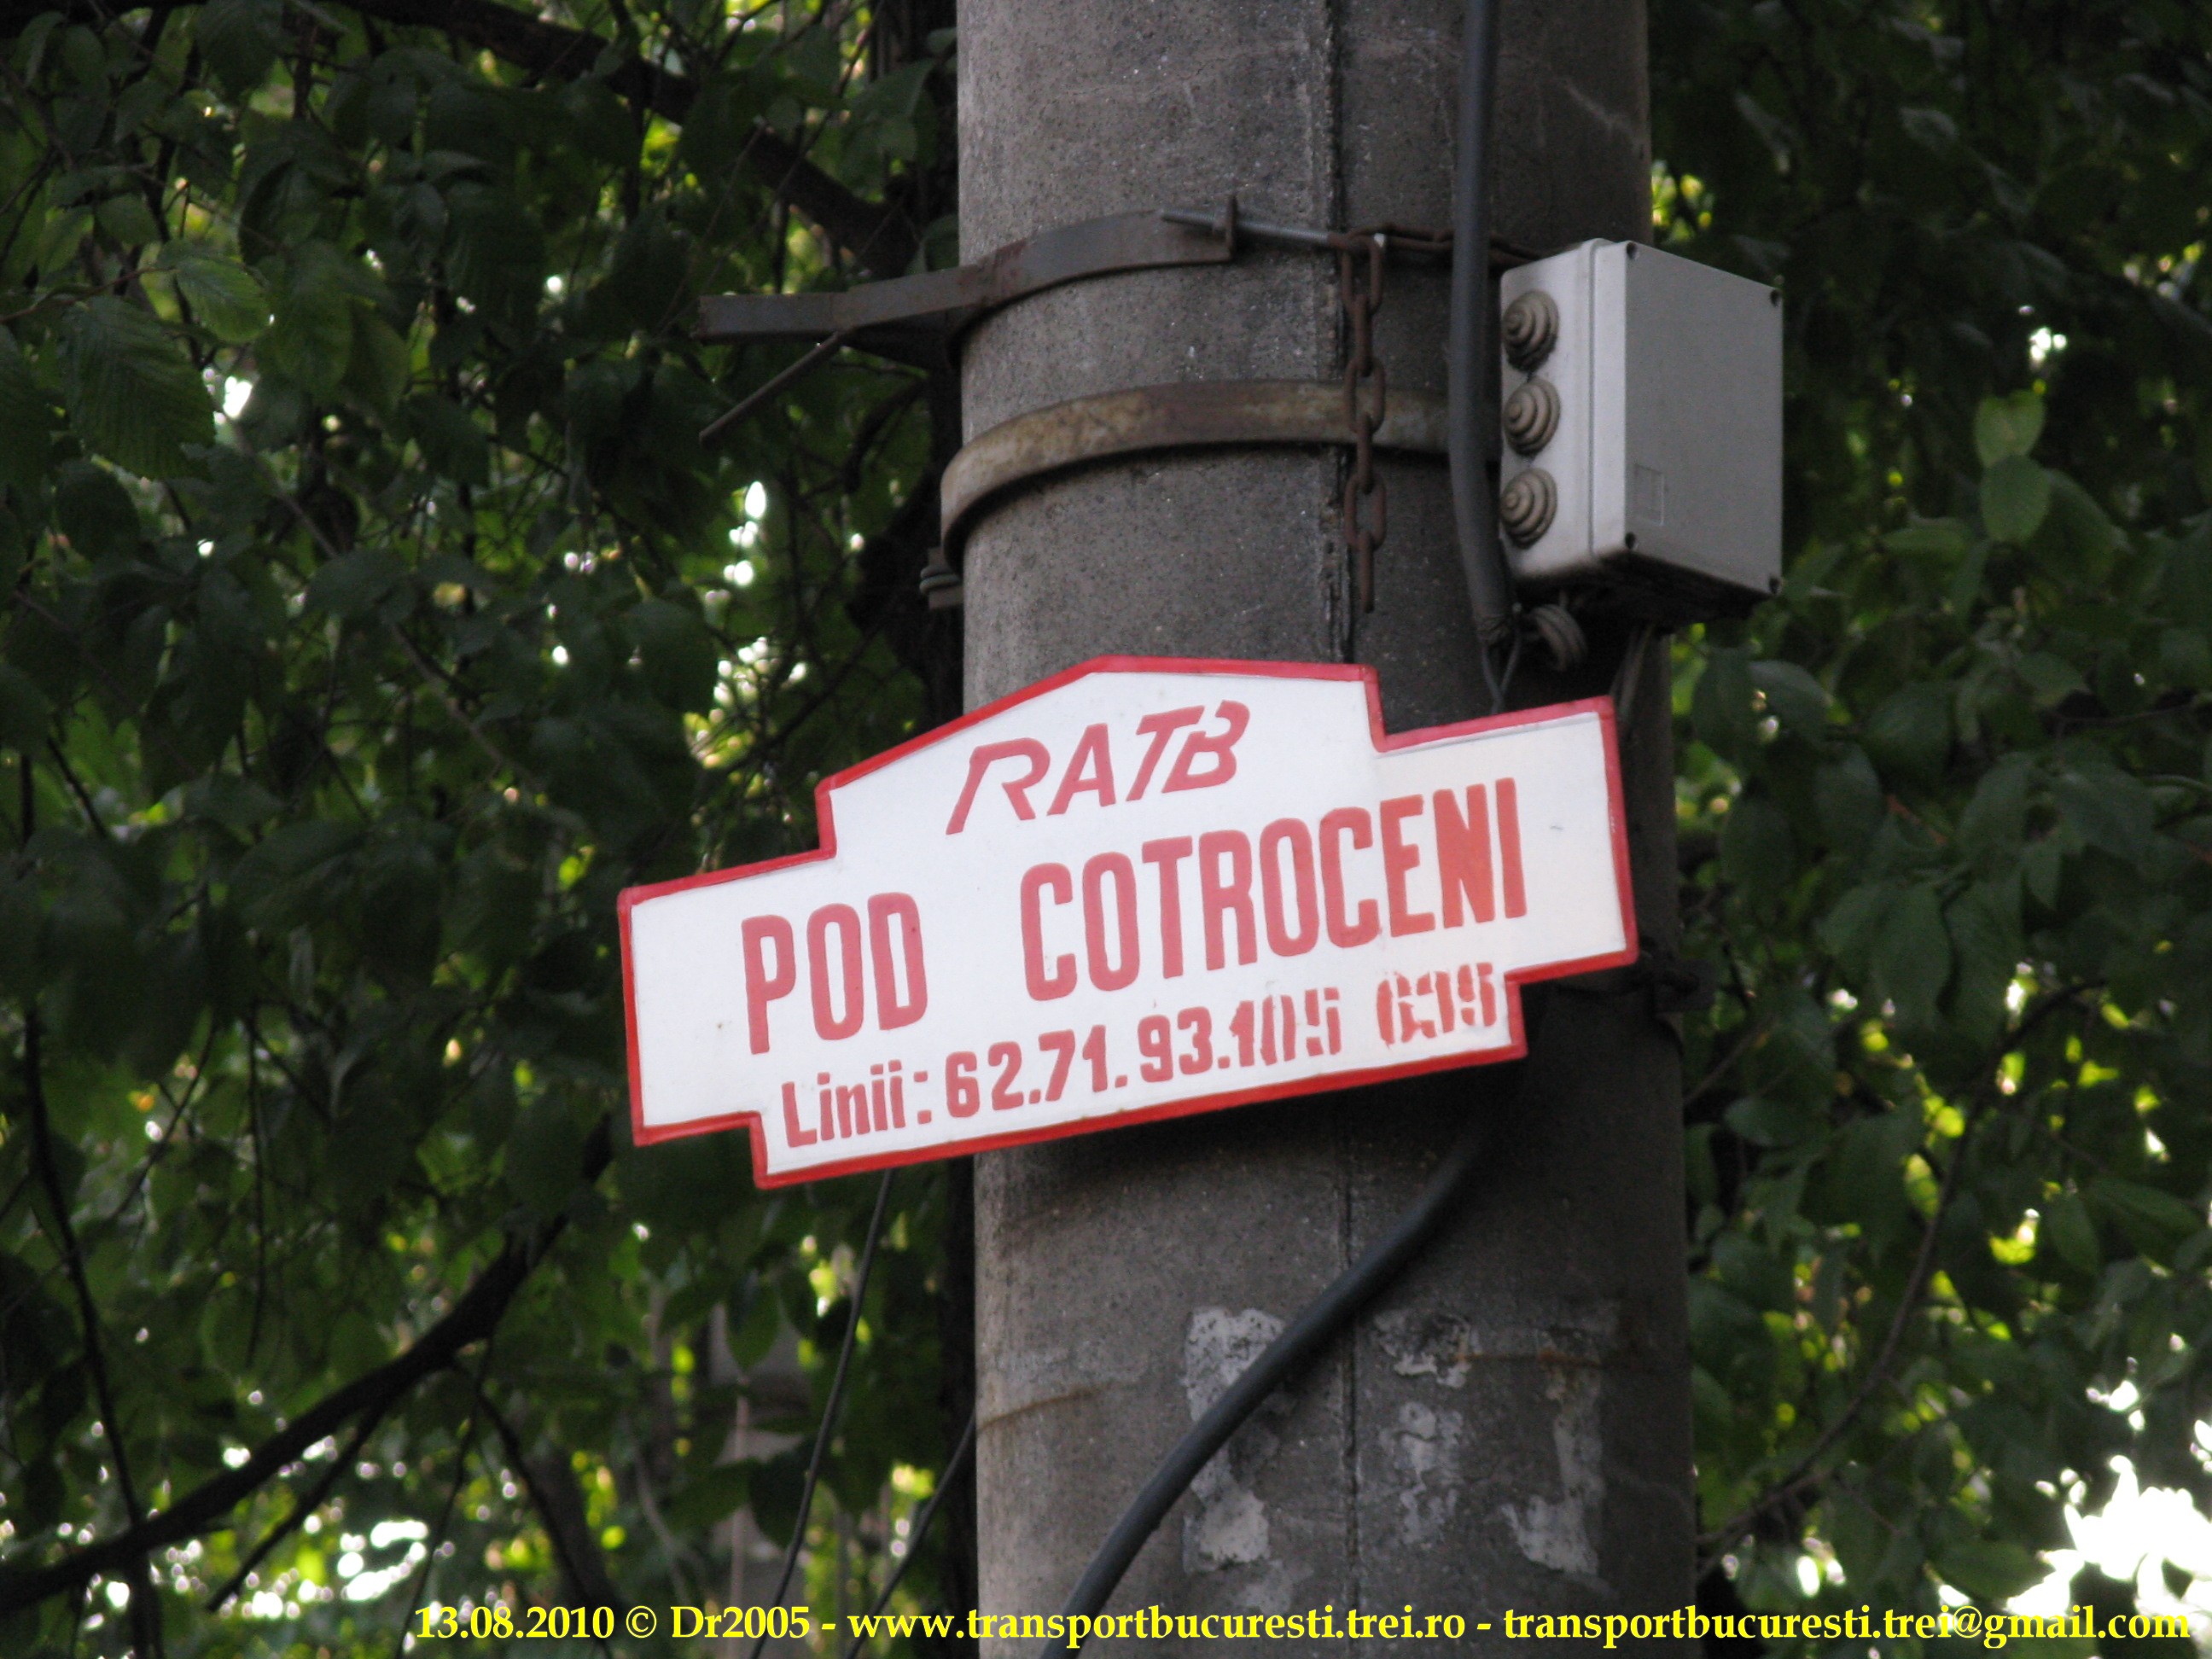 RATB
POD COTROCENI
Linii: 62.71.93.105
13.08.2010 © Dr2005 - www.transportbucuresti.trei.ro - transportbucuresti.trei@gmail.com